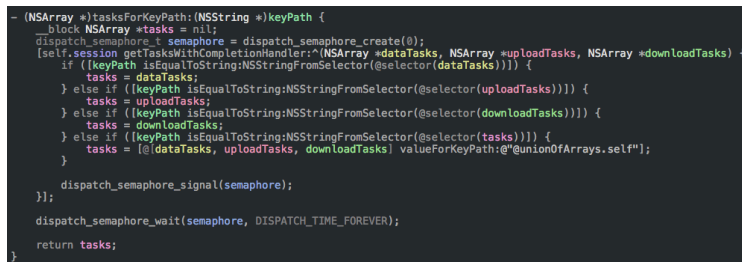 - (NSArray *)tasksForKeyPath:(NSString *)keyPath {
    __block NSArray *tasks = nil;
    dispatch_semaphore_t semaphore = dispatch_semaphore_create(0);
    [self.session getTasksWithCompletionHandler:^(NSArray *dataTasks, NSArray *uploadTasks, NSArray *downloadTasks) {
        if ([keyPath isEqualToString:NSStringFromSelector(@selector(dataTasks))]) {
            tasks = dataTasks;
        } else if ([keyPath isEqualToString:NSStringFromSelector(@selector(uploadTasks))]) {
            tasks = uploadTasks;
        } else if ([keyPath isEqualToString:NSStringFromSelector(@selector(downloadTasks))]) {
            tasks = downloadTasks;
        } else if ([keyPath isEqualToString:NSStringFromSelector(@selector(tasks))]) {
            tasks = [@[dataTasks, uploadTasks, downloadTasks] valueForKeyPath:@"@unionOfArrays.self"];
        }

        dispatch_semaphore_signal(semaphore);
    }];

    dispatch_semaphore_wait(semaphore, DISPATCH_TIME_FOREVER);

    return tasks;
}